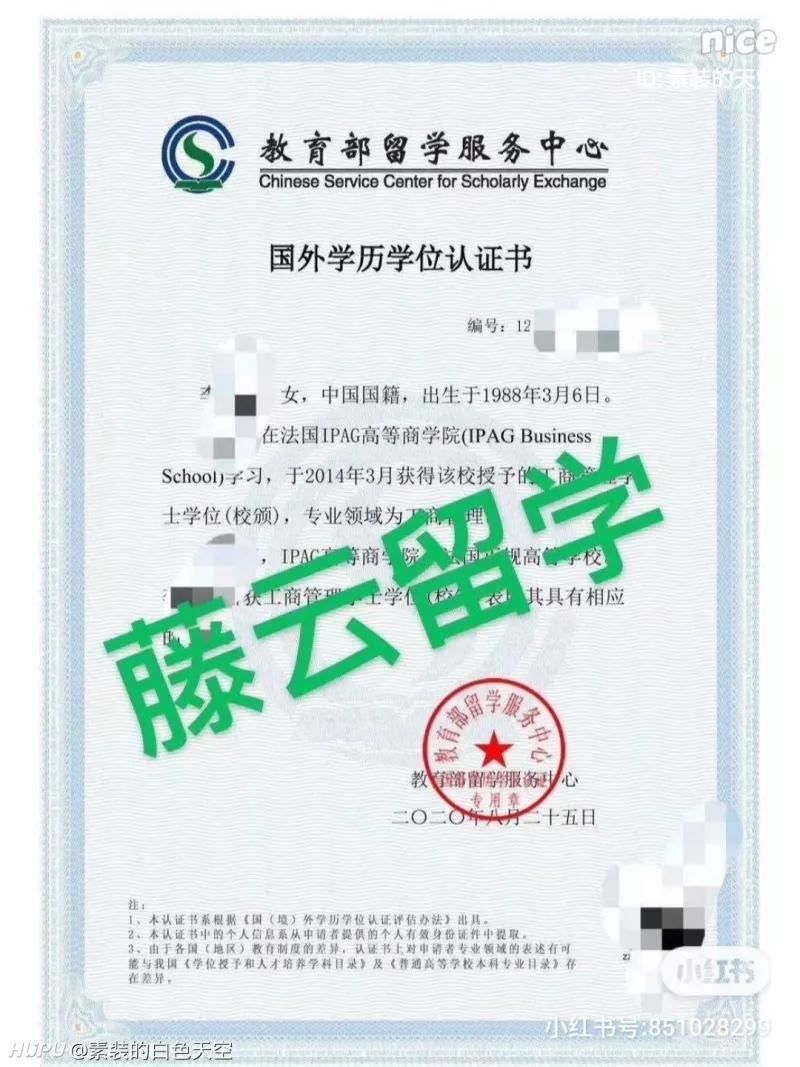 nice
ID: 素装的天空
教育部留学服务中心
Chinese Service Center for Scholarly Exchange
国外学历学位认证书
编号：12
女，中国国籍，出生于1988年3月6日。
在法国IPAG高等商学院(IPAG Business
School)学习，于2014年3月获得该校授予的工商管理学
士学位(校颁)，专业领域为工商管理
，IPAG高等商学院 法国正规高等学校
获工商管理学士学位(校颁)表明其具有相应
的
藤云留学
教育部留学服务中心
专用章
教育部留学服务中心
二〇二〇年八月二十五日
注：
1、本认证书系根据《国（境）外学历学位认证评估办法》出具。
2、本认证书中的个人信息系从申请者提供的个人有效身份证件中提取。
3、由于各国（地区）教育制度的差异，认证书上对申请者专业领域的表述有可
能与我国《学位授予和人才培养学科目录》及《普通高等学校本科专业目录》存
在差异。
小红书
小红书号:851028299
HUPU @素装的白色天空